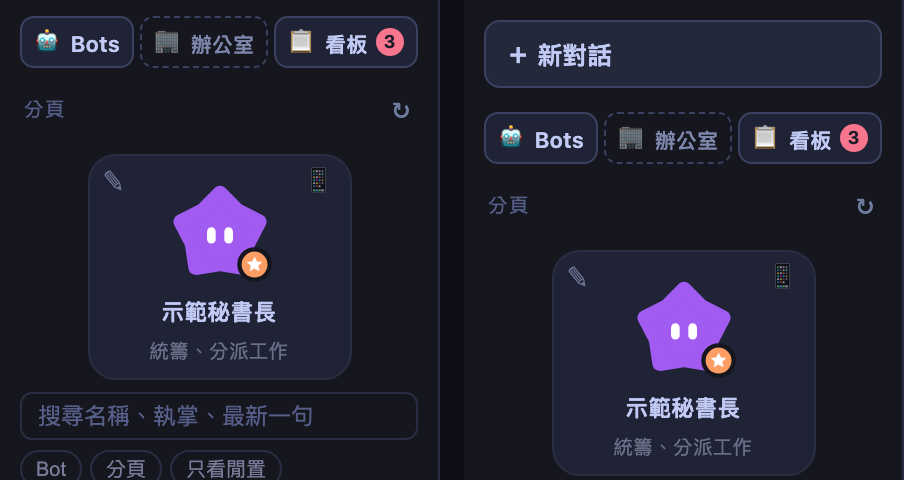 Bots 辦公室 看板 3
分頁
示範秘書長
統籌、分派工作
搜尋名稱、執掌、最新一句
Bot 分頁 只看閒置
+ 新對話
Bots 辦公室 看板 3
分頁
示範秘書長
統籌、分派工作